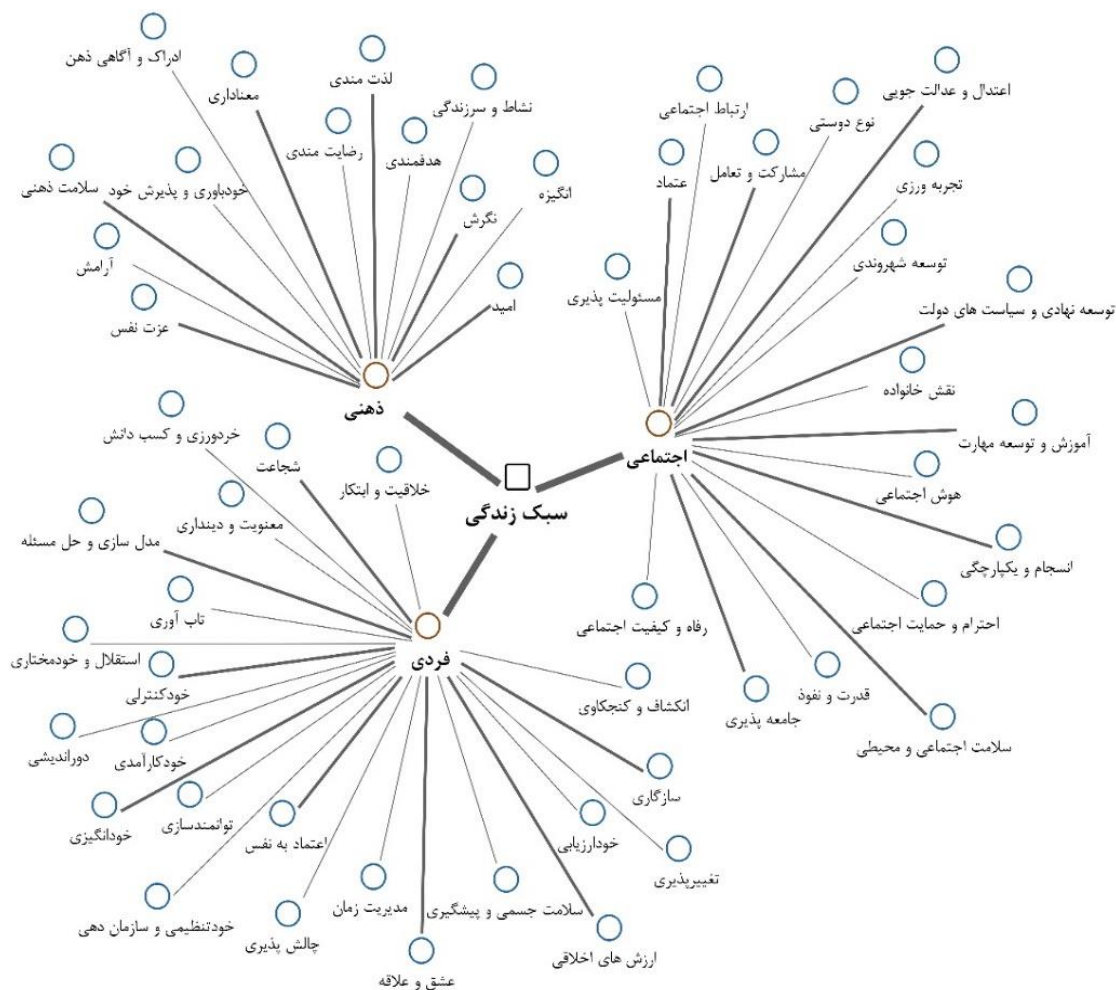 ادراک و آگاهی ذهن
معناداری
لذت مندی
نشاط و سرزندگی
رضایت مندی
هدفمندی
انگیزه
سلامت ذهنی
خودباوری و پذیرش خود
نگرش
آرامش
امید
عزت نفس
ذهنی
اعتدال و عدالت جویی
ارتباط اجتماعی
نوع دوستی
عتماد
مشارکت و تعامل
تجربه ورزی
توسعه شهروندی
مسئولیت پذیری
توسعه نهادی و سیاست های دولت
نقش خانواده
آموزش و توسعه مهارت
اجتماعی
هوش اجتماعی
انسجام و یکپارچگی
احترام و حمایت اجتماعی
رفاه و کیفیت اجتماعی
قدرت و نفوذ
جامعه پذیری
سلامت اجتماعی و محیطی
سبک زندگی
خردورزی و کسب دانش
شجاعت
خلاقیت و ابتکار
معنویت و دینداری
مدل سازی و حل مسئله
تاب آوری
استقلال و خودمختاری
فردی
خودکنترلی
انکشاف و کنجکاوی
دوراندیشی
خودکارآمدی
سازگاری
خودانگیزی
توانمندسازی
اعتماد به نفس
خودارزیابی
تغییرپذیری
مدیریت زمان
سلامت جسمی و پیشگیری
خودتنظیمی و سازمان دهی
چالش پذیری
ارزش های اخلاقی
عشق و علاقه